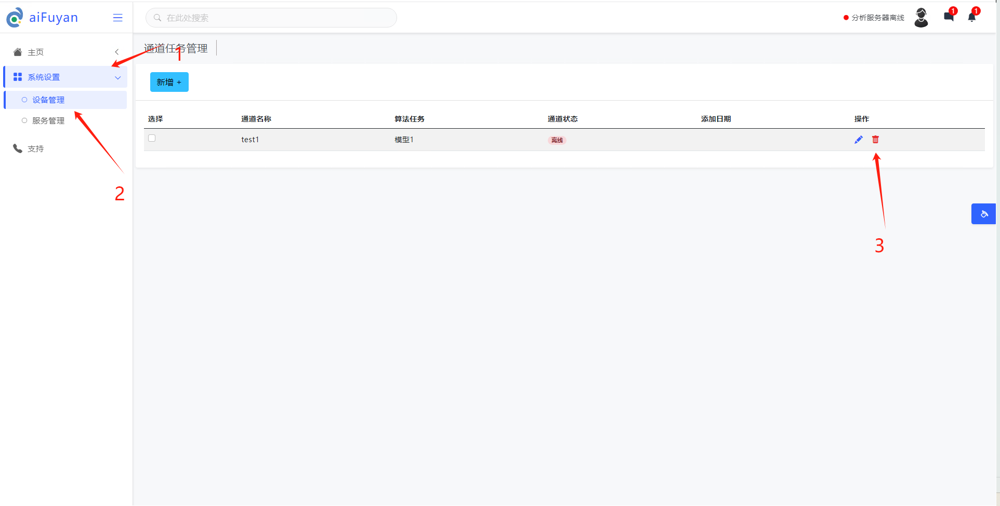 aiFuyan
在此处搜索
分析服务器离线
1
1
主页
系统设置
设备管理
服务管理
支持
通道任务管理
1
新增 +
选择 通道名称 算法任务 通道状态 添加日期 操作
test1 模型1 离线
2
3